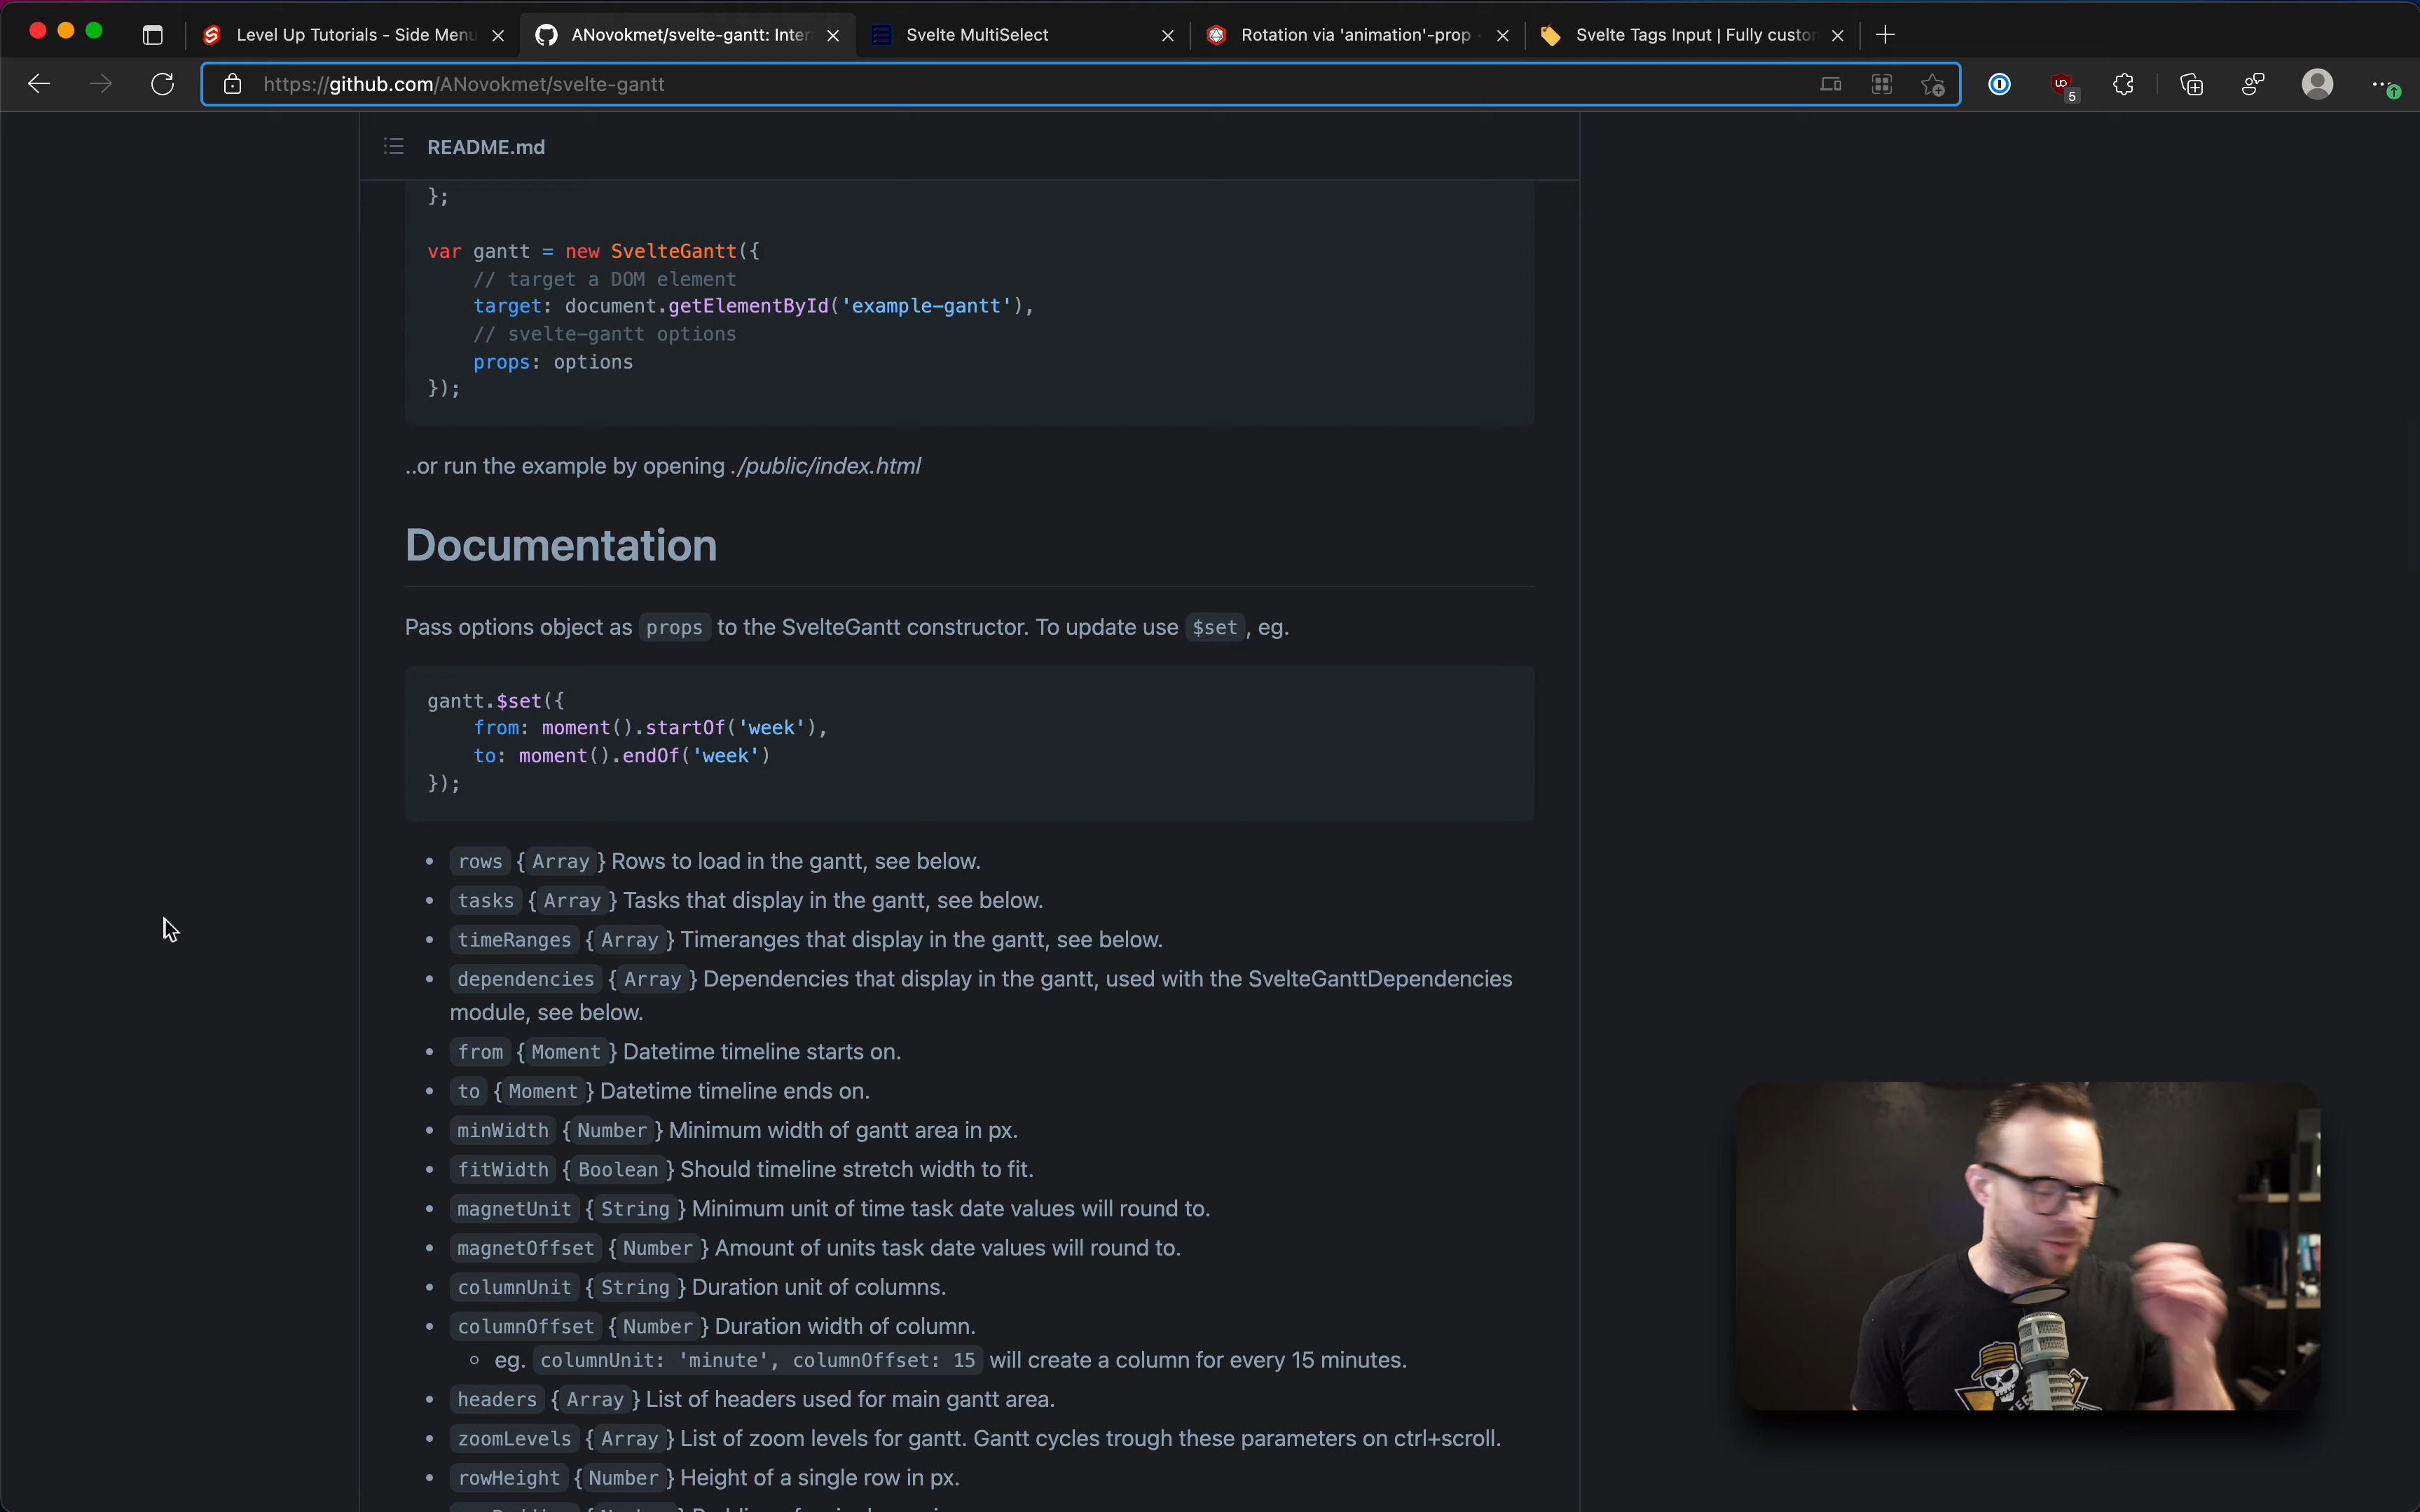 Level Up Tutorials - Side Menu
ANovokmet/svelte-gantt: Inter
Svelte MultiSelect
Rotation via 'animation'-prop
Svelte Tags Input | Fully custom
https://github.com/ANovokmet/svelte-gantt
5
README.md
};
var gantt = new SvelteGantt({
// target a DOM element
target: document.getElementById('example-gantt'),
// svelte-gantt options
props: options
});
..or run the example by opening ./public/index.html
Documentation
Pass options object as props to the SvelteGantt constructor. To update use $set, eg.
gantt.$set({
from: moment().startOf('week'),
to: moment().endOf('week')
});
rows {Array} Rows to load in the gantt, see below.
tasks {Array} Tasks that display in the gantt, see below.
timeRanges {Array} Timeranges that display in the gantt, see below.
dependencies {Array} Dependencies that display in the gantt, used with the SvelteGanttDependencies
module, see below.
from {Moment} Datetime timeline starts on.
to {Moment} Datetime timeline ends on.
minWidth {Number} Minimum width of gantt area in px.
fitWidth {Boolean} Should timeline stretch width to fit.
magnetUnit {String} Minimum unit of time task date values will round to.
magnetOffset {Number} Amount of units task date values will round to.
columnUnit {String} Duration unit of columns.
columnOffset {Number} Duration width of column.
eg. columnUnit: 'minute', columnOffset: 15 will create a column for every 15 minutes.
headers {Array} List of headers used for main gantt area.
zoomLevels {Array} List of zoom levels for gantt. Gantt cycles trough these parameters on ctrl+scroll.
rowHeight {Number} Height of a single row in px.